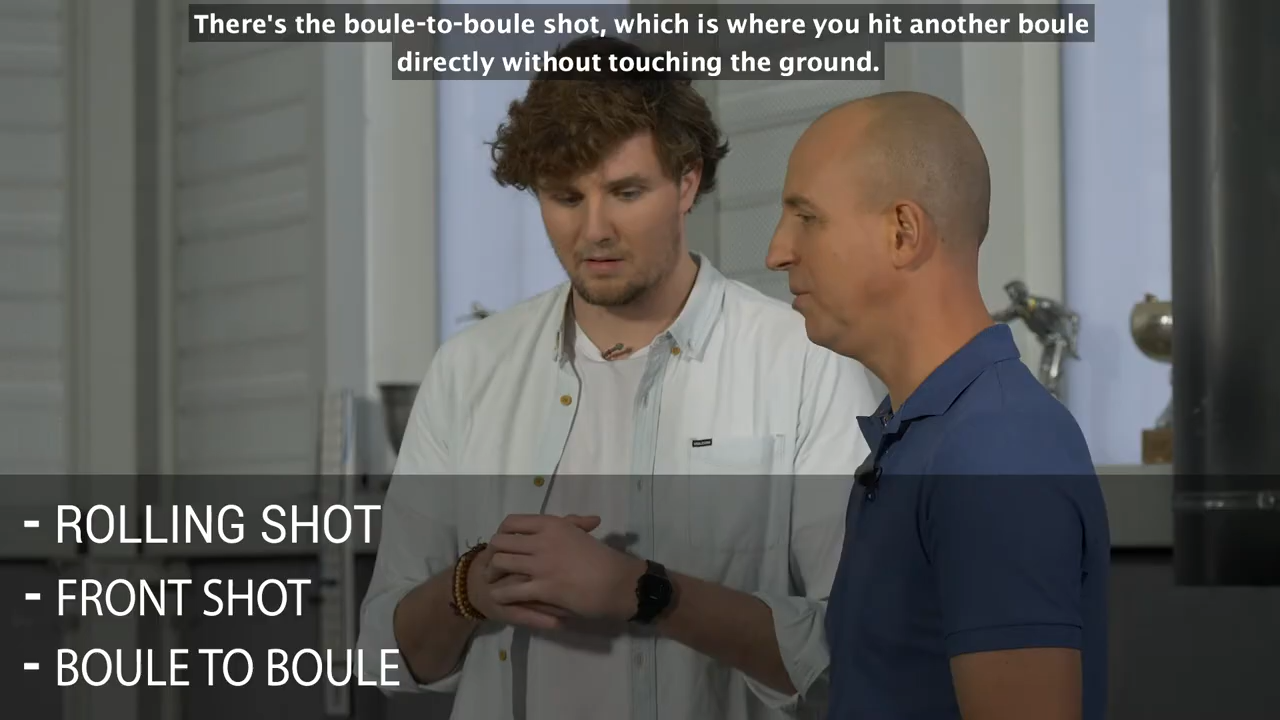 There's the boule-to-boule shot, which is where you hit another boule
directly without touching the ground.
- ROLLING SHOT
- FRONT SHOT
- BOULE TO BOULE